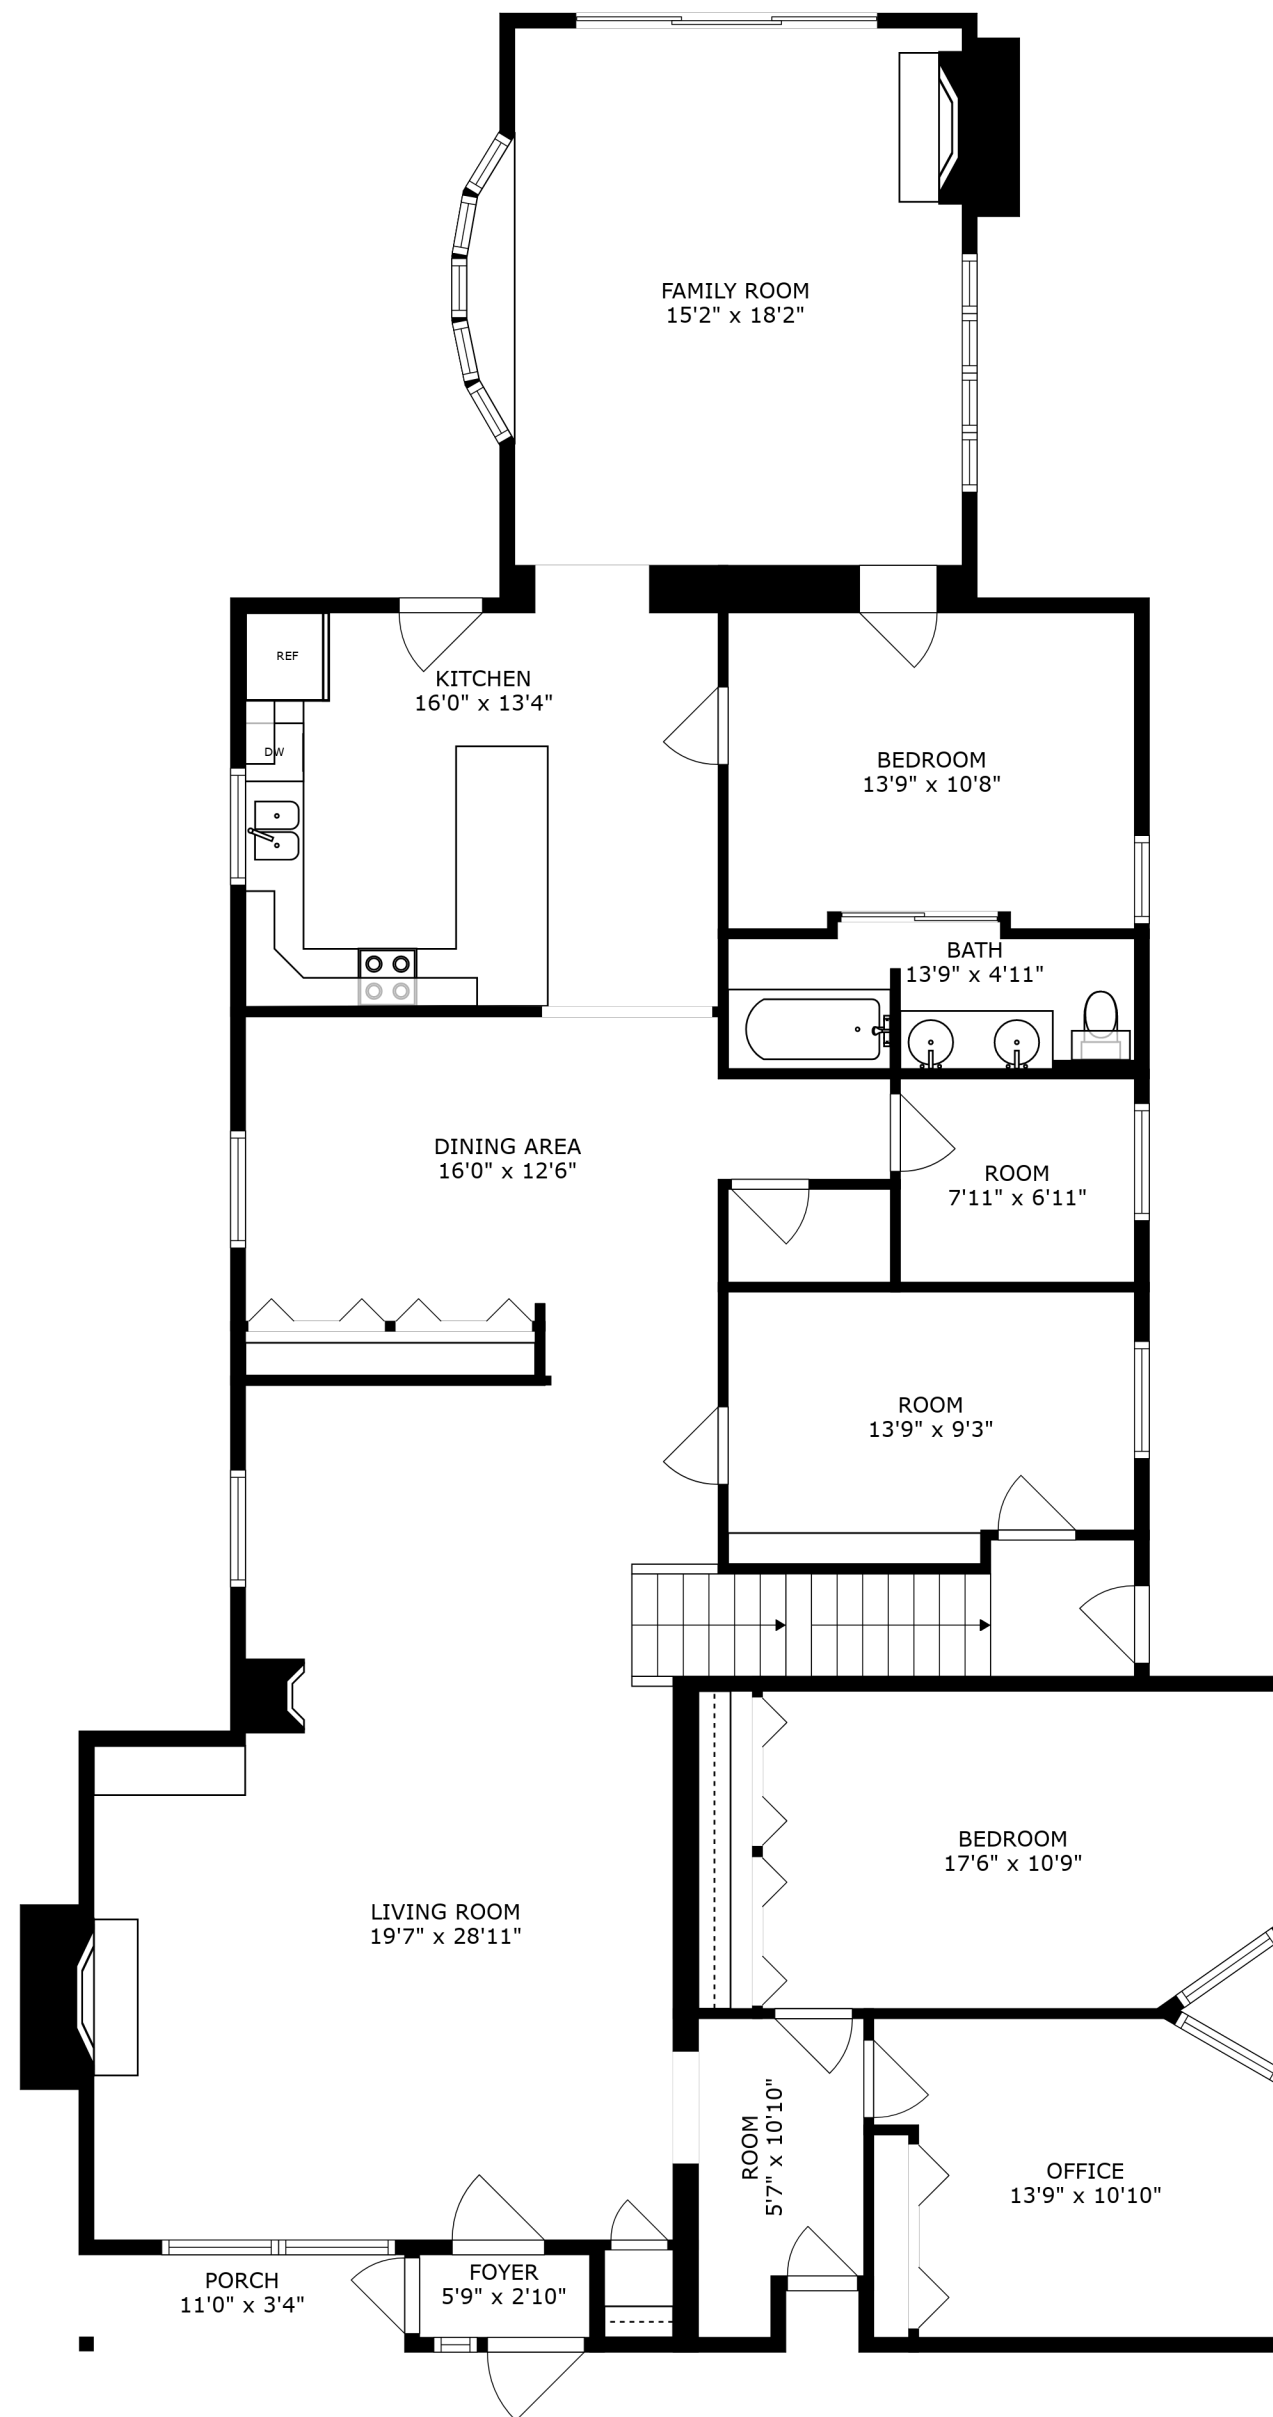 FAMILY ROOM
15'2" x 18'2"
REF
KITCHEN
16'0" x 13'4"
DW
BEDROOM
13'9" x 10'8"
BATH
13'9" x 4'11"
DINING AREA
16'0" x 12'6"
ROOM
7'11" x 6'11"
ROOM
13'9" x 9'3"
BEDROOM
17'6" x 10'9"
LIVING ROOM
19'7" x 28'11"
ROOM
5'7" x 10'10"
OFFICE
13'9" x 10'10"
FOYER
5'9" x 2'10"
PORCH
11'0" x 3'4"